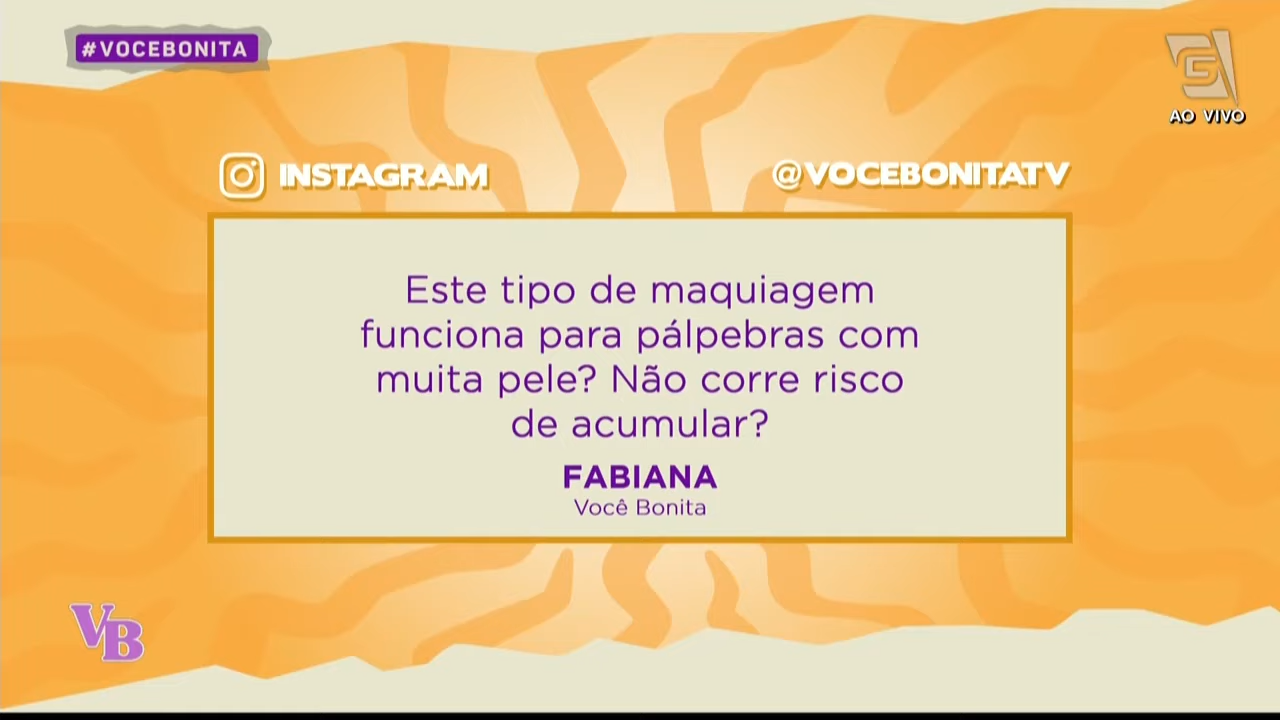 #VOCEBONITA
AO VIVO
INSTAGRAM
@VOCEBONITATV
Este tipo de maquiagem
funciona para pálpebras com
muita pele? Não corre risco
de acumular?
FABIANA
Você Bonita
VB